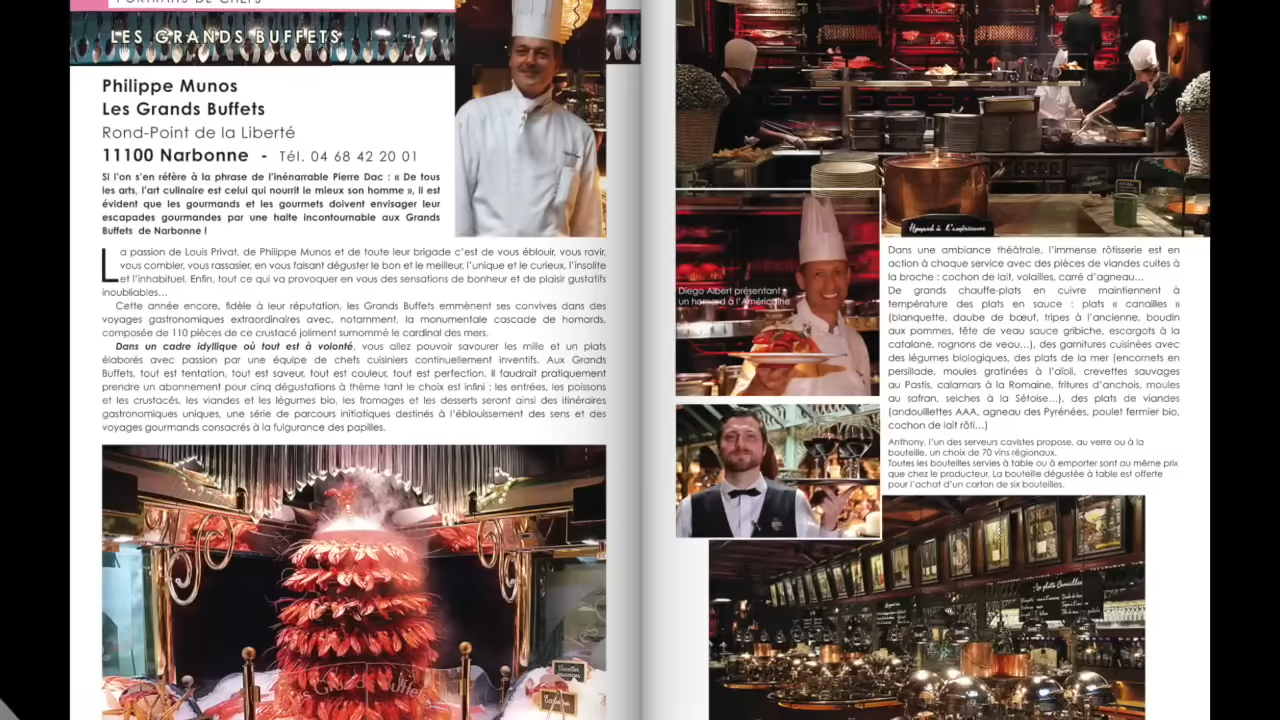 PORTRAITS DE CHEFS
LES GRANDS BUFFETS
Philippe Munos
Les Grands Buffets
Rond-Point de la Liberté
11100 Narbonne - Tél. 04 68 42 20 01
Si l'on s'en réfère à la phrase de l'inénarrable Pierre Dac : « De tous
les arts, l'art culinaire est celui qui nourrit le mieux son homme », il est
évident que les gourmands et les gourmets doivent envisager leur
escapades gourmandes par une halte incontournable aux Grands
Buffets de Narbonne !
La passion de Louis Privat, de Philippe Munos et de toute leur brigade c'est de vous éblouir, vous ravir,
vous combler, vous rassasier, en vous faisant déguster le bon et le meilleur, l'unique et le curieux, l'insolite
et l'inhabituel. Enfin, tout ce qui va provoquer en vous des sensations de bonheur et de plaisir gustatifs
inoubliables...
Cette année encore, fidèle à leur réputation, les Grands Buffets emmènent ses convives dans des
voyages gastronomiques extraordinaires avec, notamment, la monumentale cascade de homards,
composée de 110 pièces de ce crustacé joliment surnommé le cardinal des mers.
Dans un cadre idyllique où tout est à volonté, vous allez pouvoir savourer les mille et un plats
élaborés avec passion par une équipe de chefs cuisiniers continuellement inventifs. Aux Grands
Buffets, tout est tentation, tout est saveur, tout est couleur, tout est perfection. Il faudrait pratiquement
prendre un abonnement pour cinq dégustations à thème tant le choix est infini : les entrées, les poissons
et les crustacés, les viandes et les légumes bio, les fromages et les desserts seront ainsi des itinéraires
gastronomiques uniques, une série de parcours initiatiques destinés à l'éblouissement des sens et des
voyages gourmands consacrés à la fulgurance des papilles.
Les Grands Buffets
Homard à l'américaine
Diego Albert présentant
un homard à l'Américaine
Dans une ambiance théâtrale, l'immense rôtisserie est en
action à chaque service avec des pièces de viandes cuites à
la broche : cochon de lait, volailles, carré d'agneau...
De grands chauffe-plats en cuivre maintiennent à
température des plats en sauce : plats « canailles »
(blanquette, daube de bœuf, tripes à l'ancienne, boudin
aux pommes, tête de veau sauce gribiche, escargots à la
catalane, rognons de veau...), des garnitures cuisinées avec
des légumes biologiques, des plats de la mer (encornets en
persillade, moules gratinées à l'aïoli, crevettes sauvages
au Pastis, calamars à la Romaine, fritures d'anchois, moules
au safran, seiches à la Sétoise...), des plats de viandes
(andouillettes AAA, agneau des Pyrénées, poulet fermier bio,
cochon de lait rôti...)
Anthony, l'un des serveurs cavistes propose, au verre ou à la
bouteille, un choix de 70 vins régionaux.
Toutes les bouteilles servies à table ou à emporter sont au même prix
que chez le producteur. La bouteille dégustée à table est offerte
pour l'achat d'un carton de six bouteilles.